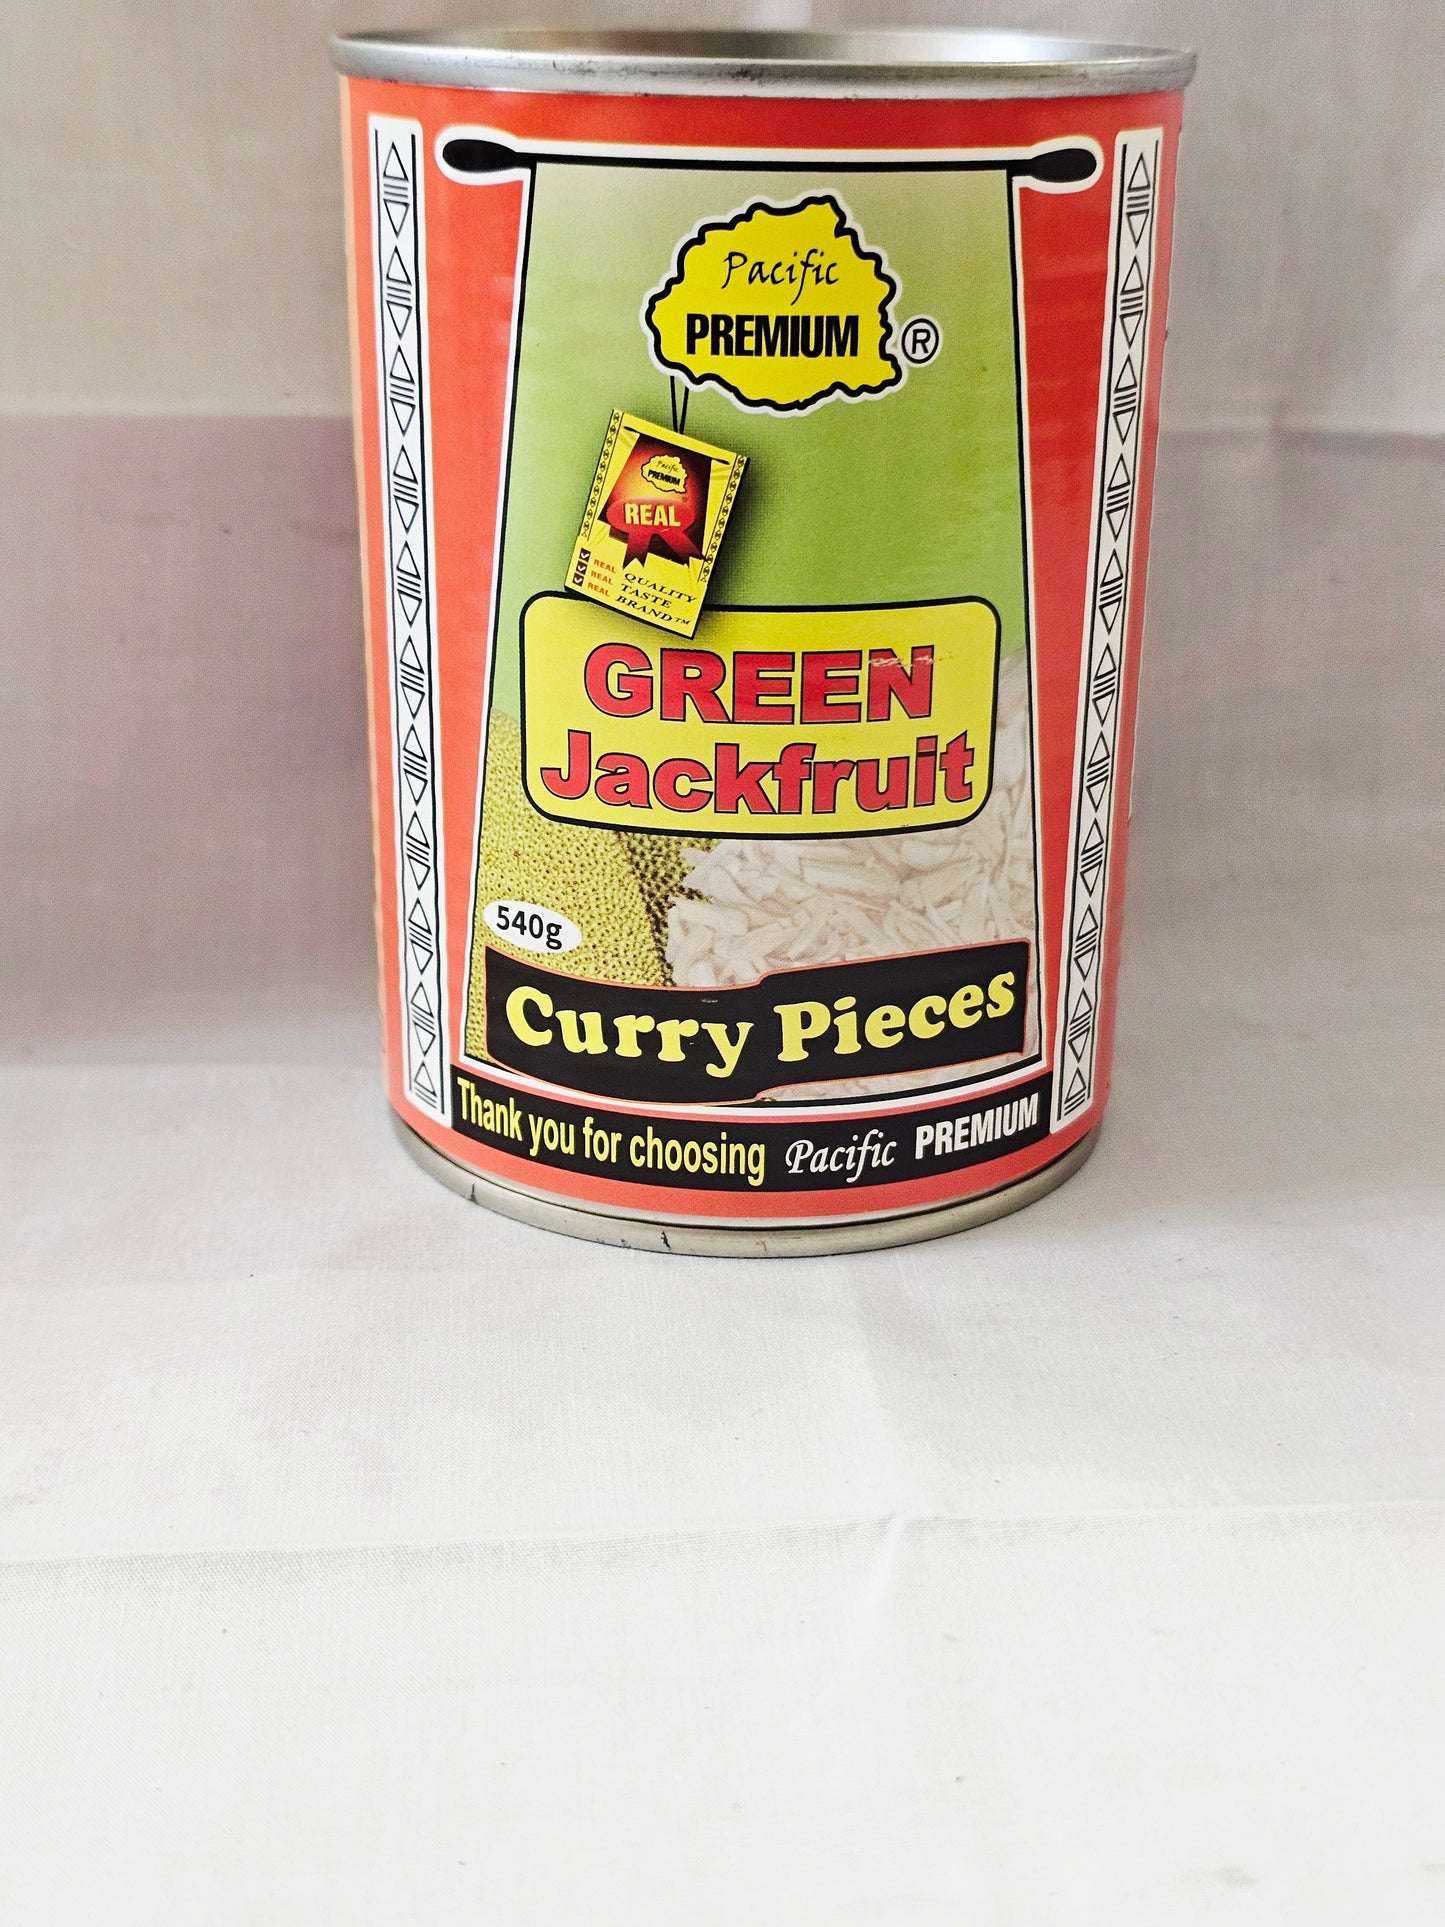 Pacific
PREMIUM
®
Pacific
PREMIUM
REAL
REAL QUALITY
REAL TASTE
REAL BRAND™
GREEN
Jackfruit
540g
Curry Pieces
Thank you for choosing Pacific PREMIUM